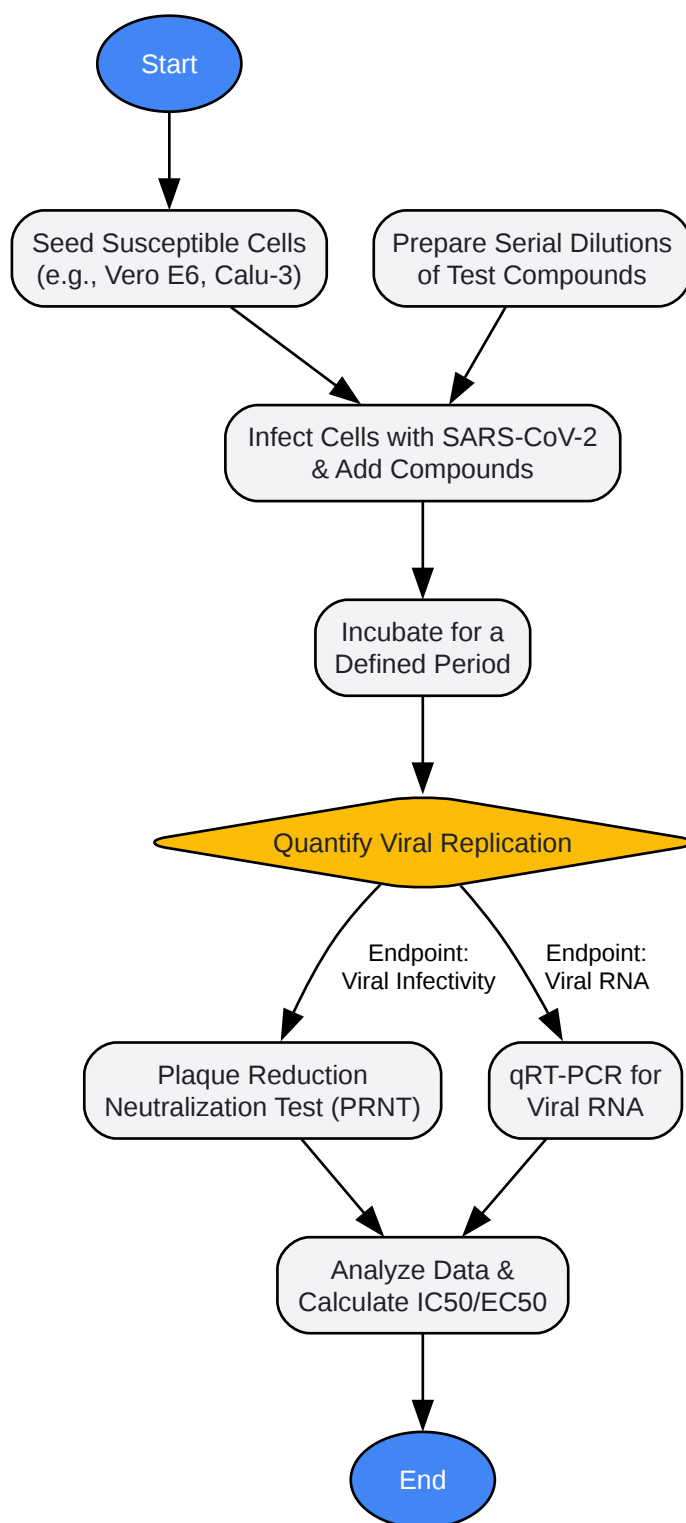 Start
Seed Susceptible Cells
(e.g., Vero E6, Calu-3)
Prepare Serial Dilutions
of Test Compounds
Infect Cells with SARS-CoV-2
& Add Compounds
Incubate for a
Defined Period
Quantify Viral Replication
Endpoint:
Viral Infectivity
Endpoint:
Viral RNA
Plaque Reduction
Neutralization Test (PRNT)
qRT-PCR for
Viral RNA
Analyze Data &
Calculate IC50/EC50
End